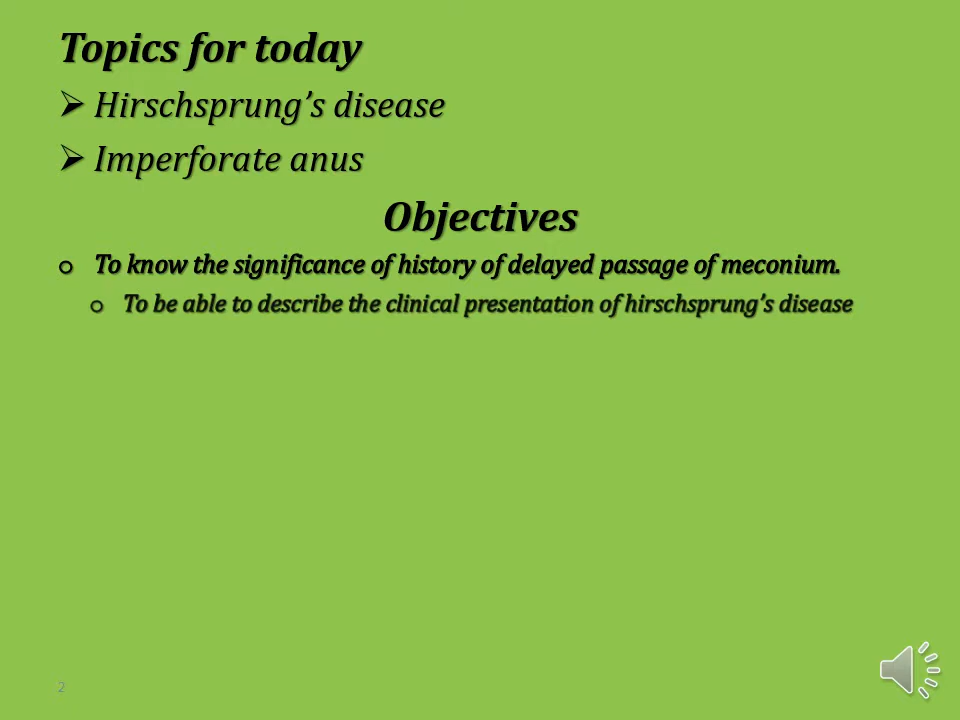 Topics for today
➢ Hirschsprung’s disease
➢ Imperforate anus
Objectives
o To know the significance of history of delayed passage of meconium.
o To be able to describe the clinical presentation of hirschsprung’s disease
2